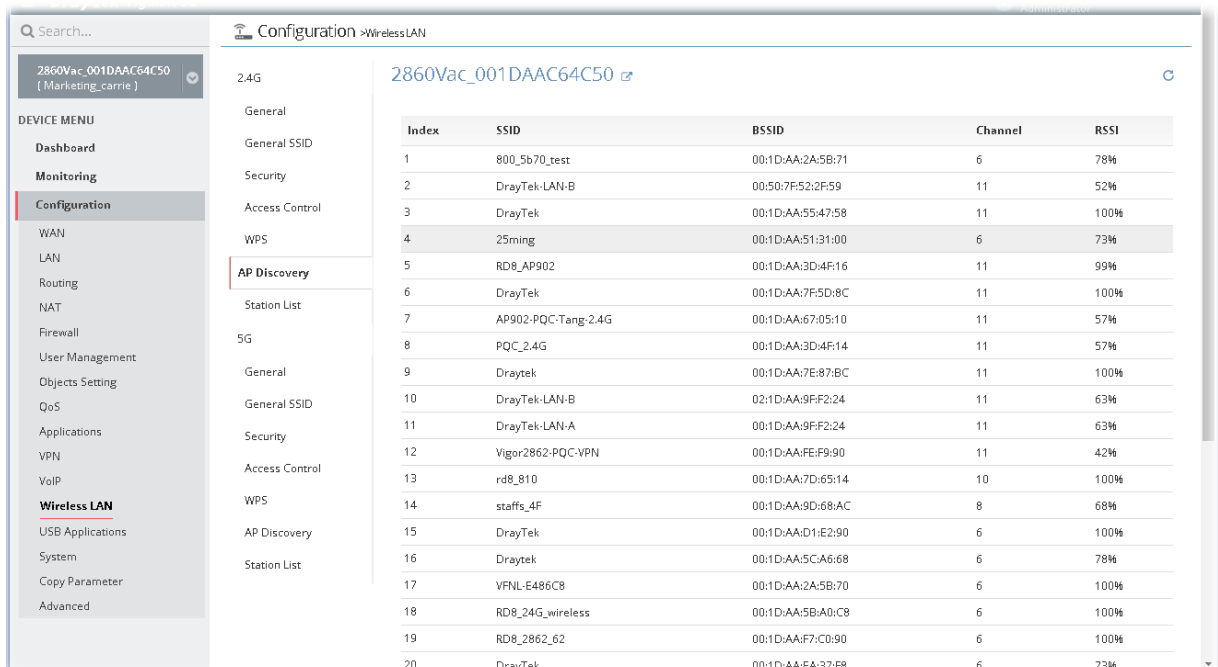 Administrator
Search...
Configuration >WirelessLAN
2860Vac_001DAAC64C50
( Marketing_carrie )
DEVICE MENU
Dashboard
Monitoring
Configuration
WAN
LAN
Routing
NAT
Firewall
User Management
Objects Setting
QoS
Applications
VPN
VoIP
Wireless LAN
USB Applications
System
Copy Parameter
Advanced
2.4G
General
General SSID
Security
Access Control
WPS
AP Discovery
Station List
5G
General
General SSID
Security
Access Control
WPS
AP Discovery
Station List
2860Vac_001DAAC64C50
Index SSID BSSID Channel RSSI
1 800_5b70_test 00:1D:AA:2A:5B:71 6 78%
2 DrayTek-LAN-B 00:50:7F:52:2F:59 11 52%
3 DrayTek 00:1D:AA:55:47:58 11 100%
4 25ming 00:1D:AA:51:31:00 6 73%
5 RD8_AP902 00:1D:AA:3D:4F:16 11 99%
6 DrayTek 00:1D:AA:7F:5D:8C 11 100%
7 AP902-PQC-Tang-2.4G 00:1D:AA:67:05:10 11 57%
8 PQC_2.4G 00:1D:AA:3D:4F:14 11 57%
9 Draytek 00:1D:AA:7E:87:BC 11 100%
10 DrayTek-LAN-B 02:1D:AA:9F:F2:24 11 63%
11 DrayTek-LAN-A 00:1D:AA:9F:F2:24 11 63%
12 Vigor2862-PQC-VPN 00:1D:AA:FE:F9:90 11 42%
13 rd8_810 00:1D:AA:7D:65:14 10 100%
14 staffs_4F 00:1D:AA:9D:68:AC 8 68%
15 DrayTek 00:1D:AA:D1:E2:90 6 100%
16 Draytek 00:1D:AA:5C:A6:68 6 78%
17 VFNL-E486C8 00:1D:AA:2A:5B:70 6 100%
18 RD8_24G_wireless 00:1D:AA:5B:A0:C8 6 100%
19 RD8_2862_62 00:1D:AA:F7:C0:90 6 100%
20 DrayTek 00:1D:AA:FA:37:F8 6 73%